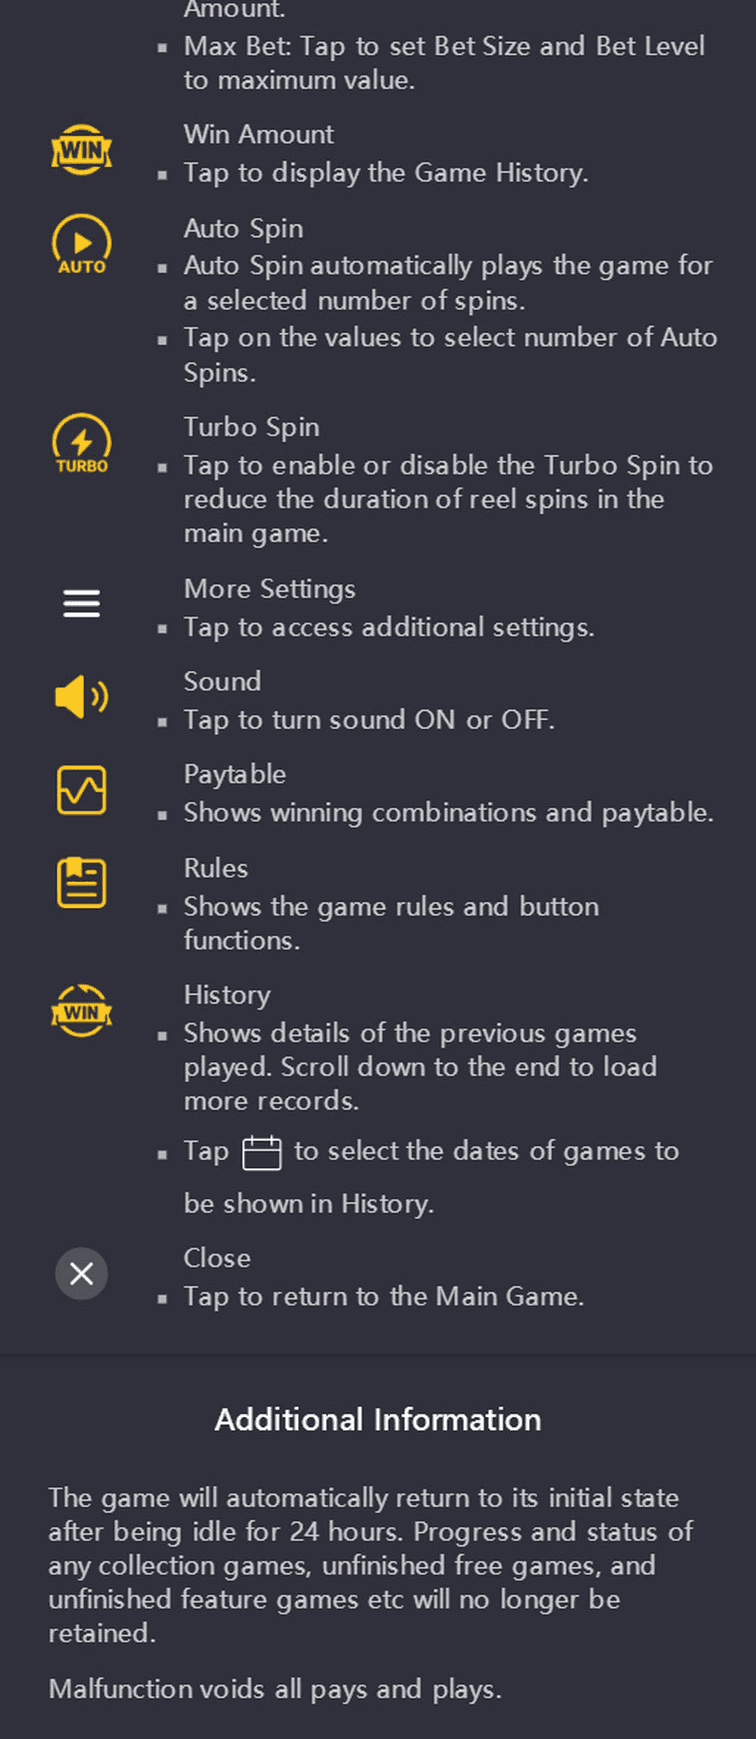 Amount.
▪ Max Bet: Tap to set Bet Size and Bet Level
to maximum value.
WIN
Win Amount
▪ Tap to display the Game History.
AUTO
Auto Spin
▪ Auto Spin automatically plays the game for
a selected number of spins.
▪ Tap on the values to select number of Auto
Spins.
TURBO
Turbo Spin
▪ Tap to enable or disable the Turbo Spin to
reduce the duration of reel spins in the
main game.
More Settings
▪ Tap to access additional settings.
Sound
▪ Tap to turn sound ON or OFF.
Paytable
▪ Shows winning combinations and paytable.
Rules
▪ Shows the game rules and button
functions.
WIN
History
▪ Shows details of the previous games
played. Scroll down to the end to load
more records.
▪ Tap to select the dates of games to
be shown in History.
Close
▪ Tap to return to the Main Game.
Additional Information
The game will automatically return to its initial state
after being idle for 24 hours. Progress and status of
any collection games, unfinished free games, and
unfinished feature games etc will no longer be
retained.
Malfunction voids all pays and plays.